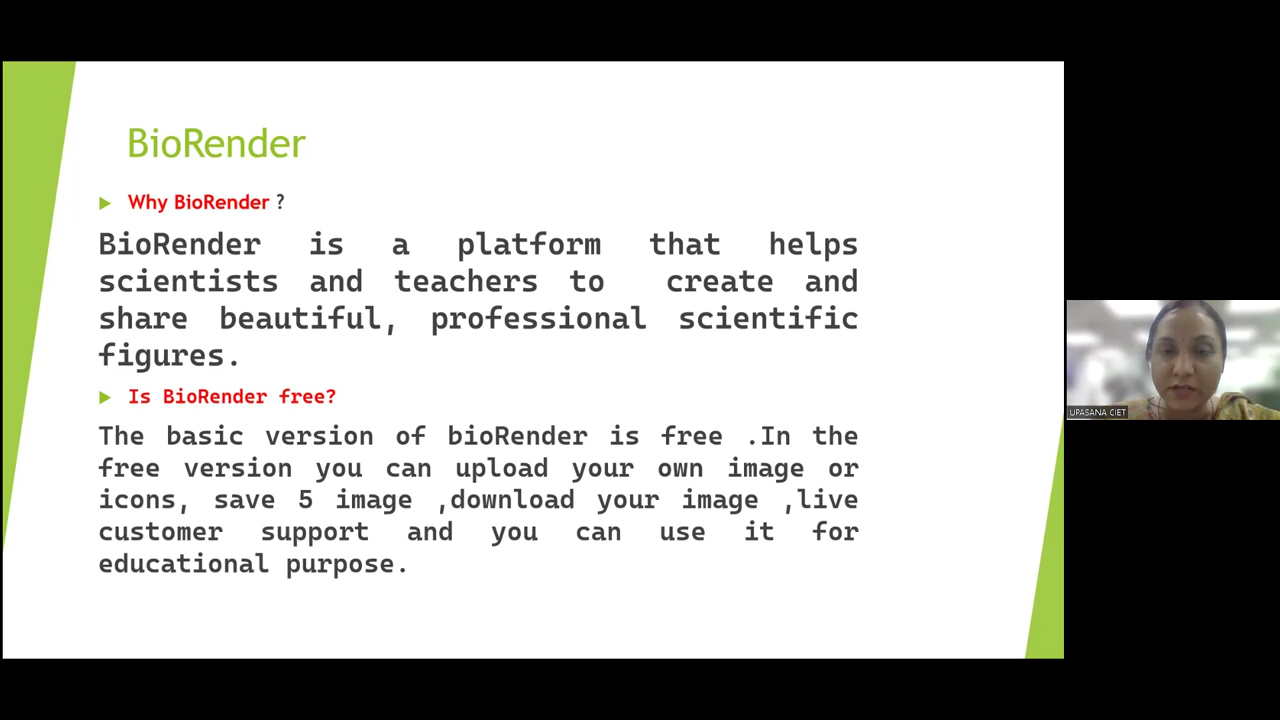 BioRender
Why BioRender ?
BioRender is a platform that helps
scientists and teachers to create and
share beautiful, professional scientific
figures.
Is BioRender free?
The basic version of bioRender is free .In the
free version you can upload your own image or
icons, save 5 image ,download your image ,live
customer support and you can use it for
educational purpose.
UPASANA CIET